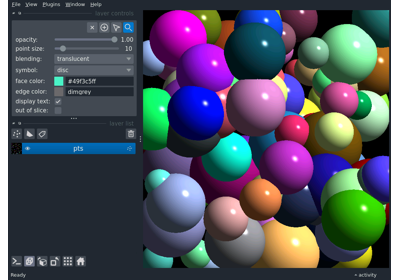 File View Plugins Window Help
layer controls
opacity: 1.00
point size: 10
blending: translucent
symbol: disc
face color: #49f3c5ff
edge color: dimgrey
display text:
out of slice:
layer list
pts
Ready
activity